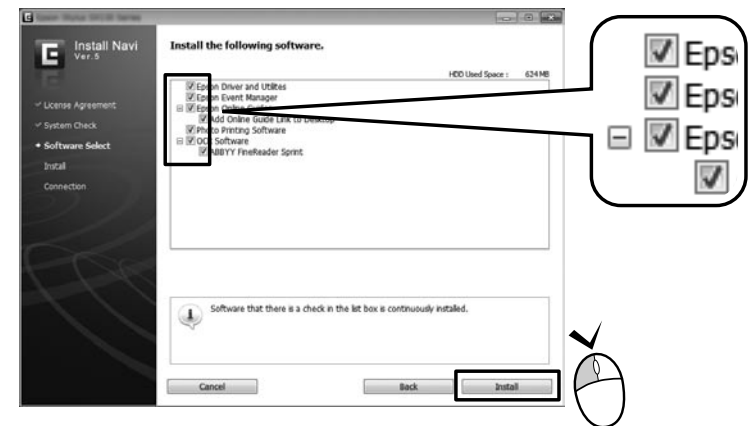 E
E
Install Navi
Ver.5
License Agreement
System Check
Software Select
Install
Connection
Install the following software.
HDD Used Space : 624 MB
Epson Driver and Utilites
Epson Event Manager
Epson Online
Add Online Guide Link to Desktop
Photo Printing Software
OCR Software
ABBYY FineReader Sprint
Software that there is a check in the list box is continuously installed.
Cancel
Back
Install
Eps
Eps
Eps